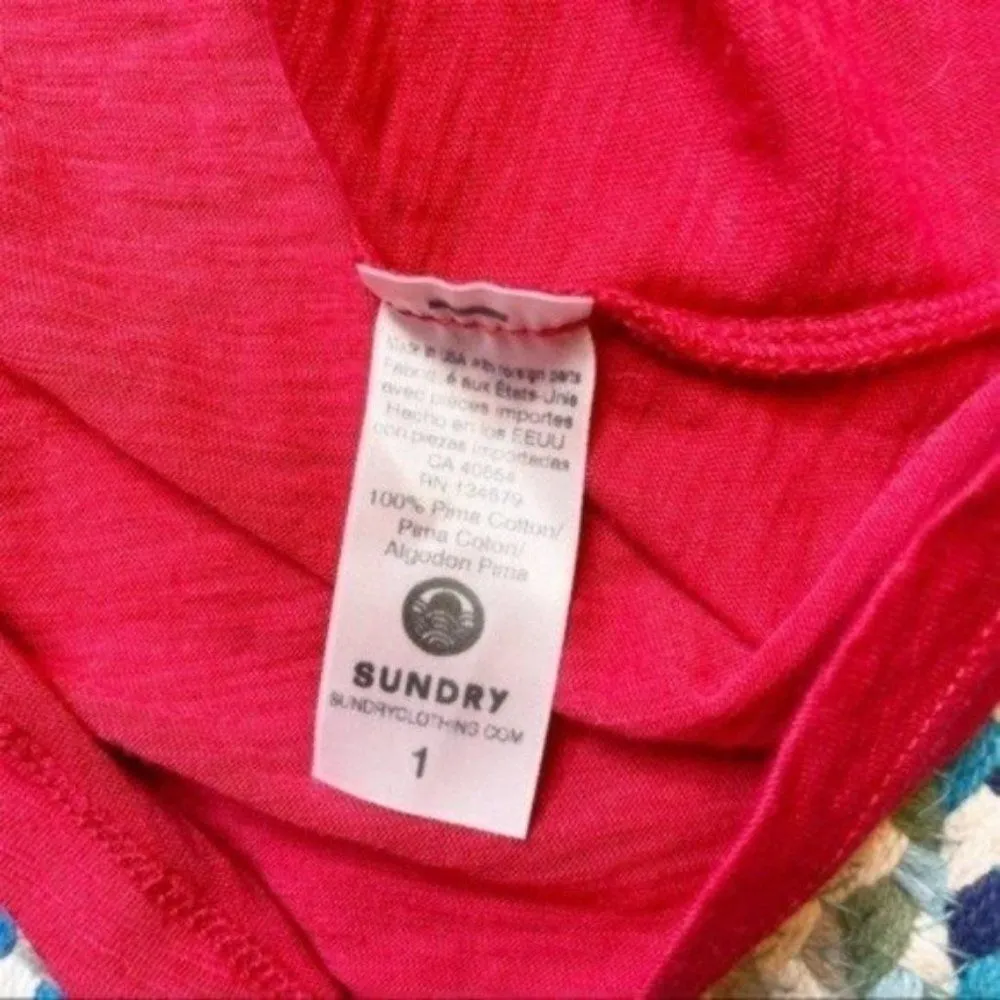 Made in USA with foreign parts
Fabriqué aux États-Unis
avec pièces importes
Hecho en los EEUU
con piezas importadas
CA 40554
RN 134679
100% Pima Cotton/
Pima Coton/
Algodon Pima
SUNDRY
SUNDRYCLOTHING.COM
1